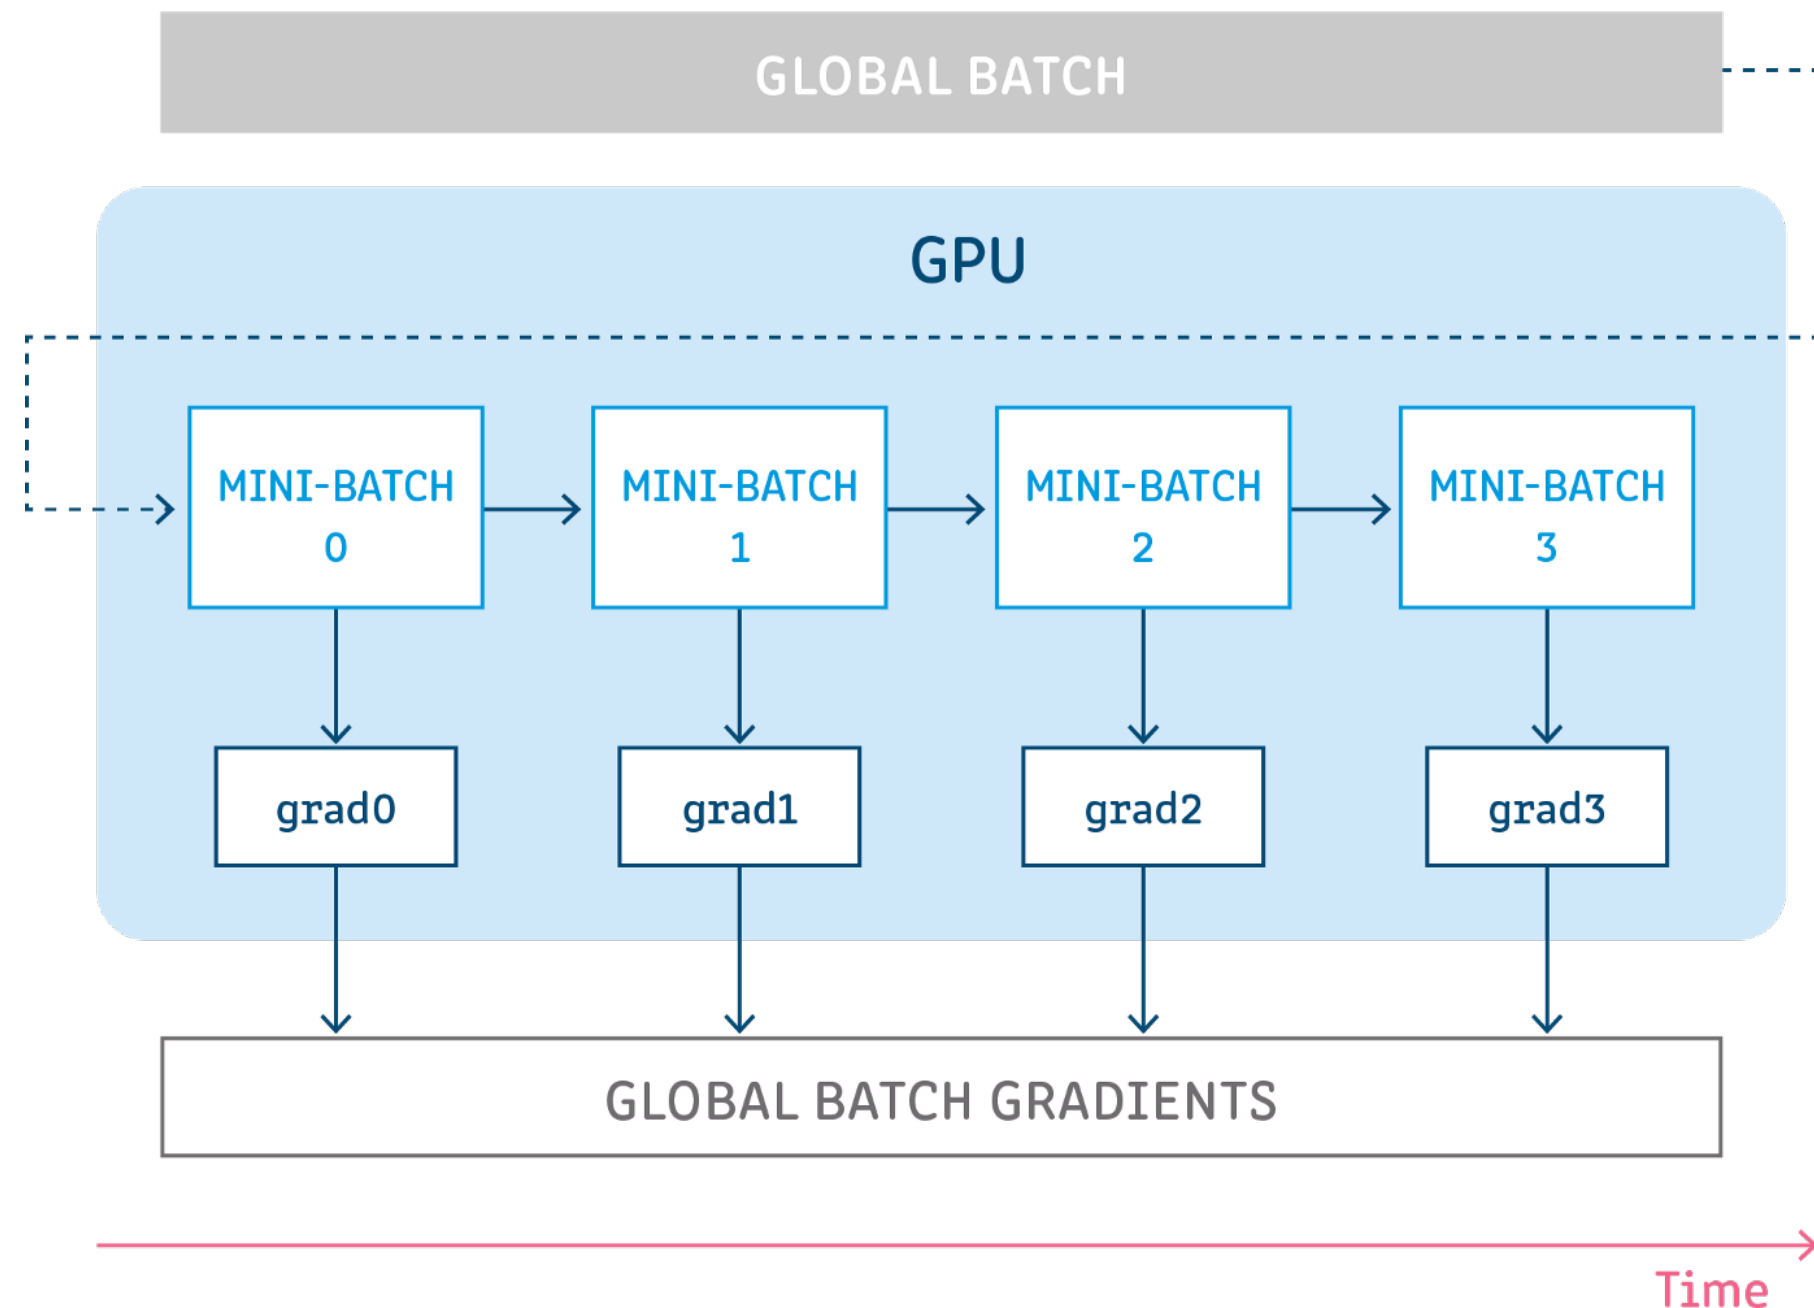 GLOBAL BATCH
GPU
MINI-BATCH
0
MINI-BATCH
1
MINI-BATCH
2
MINI-BATCH
3
grad0
grad1
grad2
grad3
GLOBAL BATCH GRADIENTS
Time